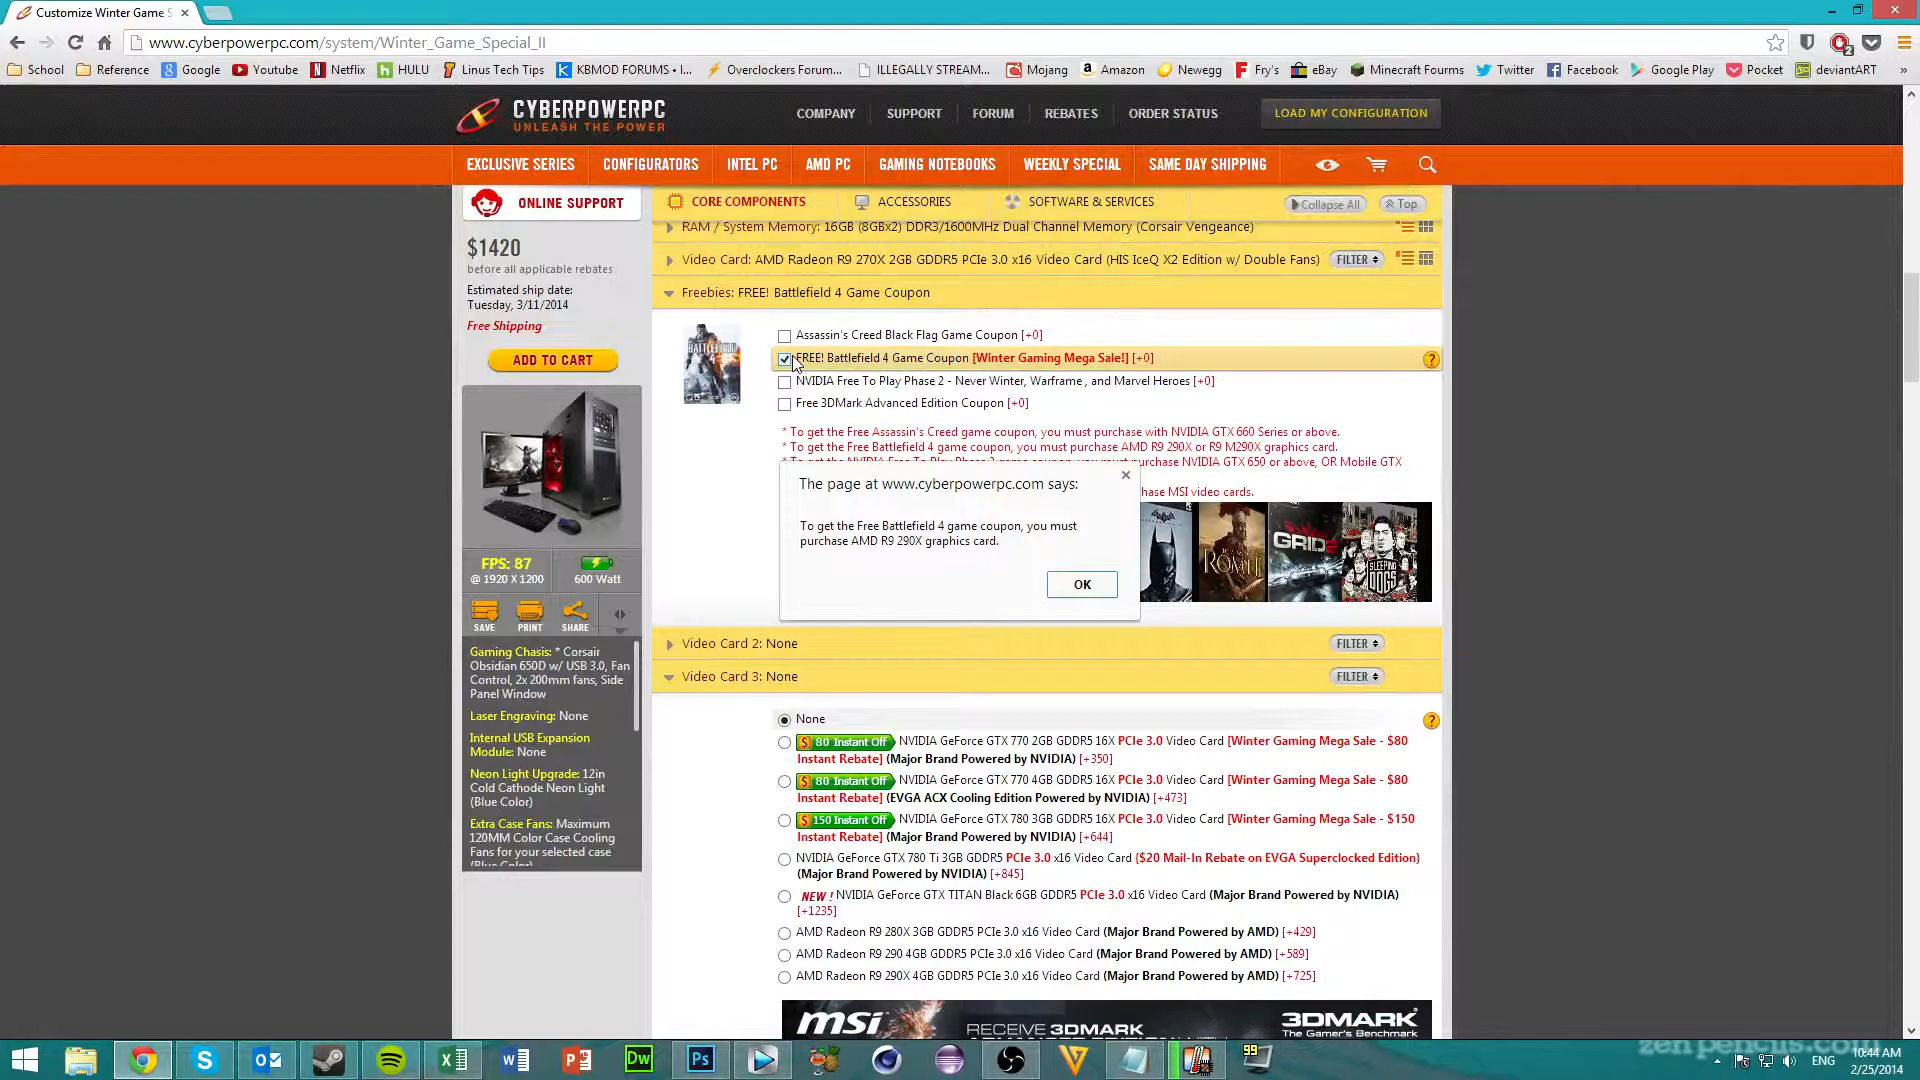 Customize Winter Game S
www.cyberpowerpc.com/system/Winter_Game_Special_II
2
School Reference Google Youtube Netflix HULU Linus Tech Tips KBMOD FORUMS • I... Overclockers Forum... ILLEGALLY STREAM... Mojang Amazon Newegg Fry's eBay Minecraft Fourms Twitter Facebook Google Play Pocket deviantART »
CYBERPOWERPC
UNLEASH THE POWER
COMPANY SUPPORT FORUM REBATES ORDER STATUS LOAD MY CONFIGURATION
EXCLUSIVE SERIES CONFIGURATORS INTEL PC AMD PC GAMING NOTEBOOKS WEEKLY SPECIAL SAME DAY SHIPPING
ONLINE SUPPORT
$1420
before all applicable rebates
Estimated ship date:
Tuesday, 3/11/2014
Free Shipping
ADD TO CART
FPS: 87
@ 1920 X 1200
600 Watt
SAVE PRINT SHARE
Gaming Chasis: * Corsair
Obsidian 650D w/ USB 3.0, Fan
Control, 2x 200mm fans, Side
Panel Window
Laser Engraving: None
Internal USB Expansion
Module: None
Neon Light Upgrade: 12in
Cold Cathode Neon Light
(Blue Color)
Extra Case Fans: Maximum
120MM Color Case Cooling
Fans for your selected case
(Blue Color)
CORE COMPONENTS ACCESSORIES SOFTWARE & SERVICES Collapse All Top
RAM / System Memory: 16GB (8GBx2) DDR3/1600MHz Dual Channel Memory (Corsair Vengeance)
Video Card: AMD Radeon R9 270X 2GB GDDR5 PCIe 3.0 x16 Video Card (HIS IceQ X2 Edition w/ Double Fans) FILTER
Freebies: FREE! Battlefield 4 Game Coupon
BATTLEFIELD
Assassin's Creed Black Flag Game Coupon [+0]
FREE! Battlefield 4 Game Coupon [Winter Gaming Mega Sale!] [+0] ?
NVIDIA Free To Play Phase 2 - Never Winter, Warframe , and Marvel Heroes [+0]
Free 3DMark Advanced Edition Coupon [+0]
* To get the Free Assassin's Creed game coupon, you must purchase with NVIDIA GTX 660 Series or above.
* To get the Free Battlefield 4 game coupon, you must purchase AMD R9 290X or R9 M290X graphics card.
purchase NVIDIA GTX 650 or above, OR Mobile GTX
hase MSI video cards.
The page at www.cyberpowerpc.com says:
To get the Free Battlefield 4 game coupon, you must
purchase AMD R9 290X graphics card.
OK
ROME
GRID2
SLEEPING
DOGS
Video Card 2: None FILTER
Video Card 3: None FILTER
None ?
$ 80 Instant Off NVIDIA GeForce GTX 770 2GB GDDR5 16X PCIe 3.0 Video Card [Winter Gaming Mega Sale - $80
Instant Rebate] (Major Brand Powered by NVIDIA) [+350]
$ 80 Instant Off NVIDIA GeForce GTX 770 4GB GDDR5 16X PCIe 3.0 Video Card [Winter Gaming Mega Sale - $80
Instant Rebate] (EVGA ACX Cooling Edition Powered by NVIDIA) [+473]
$ 150 Instant Off NVIDIA GeForce GTX 780 3GB GDDR5 16X PCIe 3.0 Video Card [Winter Gaming Mega Sale - $150
Instant Rebate] (Major Brand Powered by NVIDIA) [+644]
NVIDIA GeForce GTX 780 Ti 3GB GDDR5 PCIe 3.0 x16 Video Card {$20 Mail-In Rebate on EVGA Superclocked Edition}
(Major Brand Powered by NVIDIA) [+845]
NEW ! NVIDIA GeForce GTX TITAN Black 6GB GDDR5 PCIe 3.0 x16 Video Card (Major Brand Powered by NVIDIA)
[+1235]
AMD Radeon R9 280X 3GB GDDR5 PCIe 3.0 x16 Video Card (Major Brand Powered by AMD) [+429]
AMD Radeon R9 290 4GB GDDR5 PCIe 3.0 x16 Video Card (Major Brand Powered by AMD) [+589]
AMD Radeon R9 290X 4GB GDDR5 PCIe 3.0 x16 Video Card (Major Brand Powered by AMD) [+725]
msi RECEIVE 3DMARK 3DMARK
The Gamer's Benchmark
zenpencils.com
Dw Ps 99
ENG
10:44 AM
2/25/2014